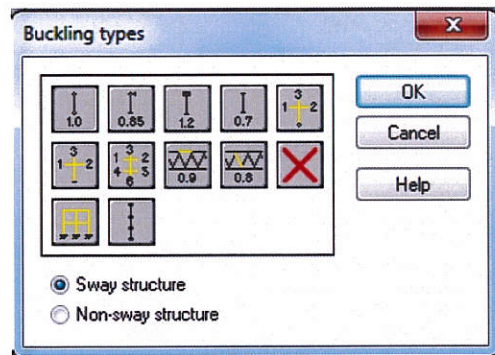 Buckling types
X
1.0 0.85 1.2 0.7 3 1 2
3 1 2 1 3 2 4 6 5 0.9 0.8
OK
Cancel
Help
Sway structure
Non-sway structure